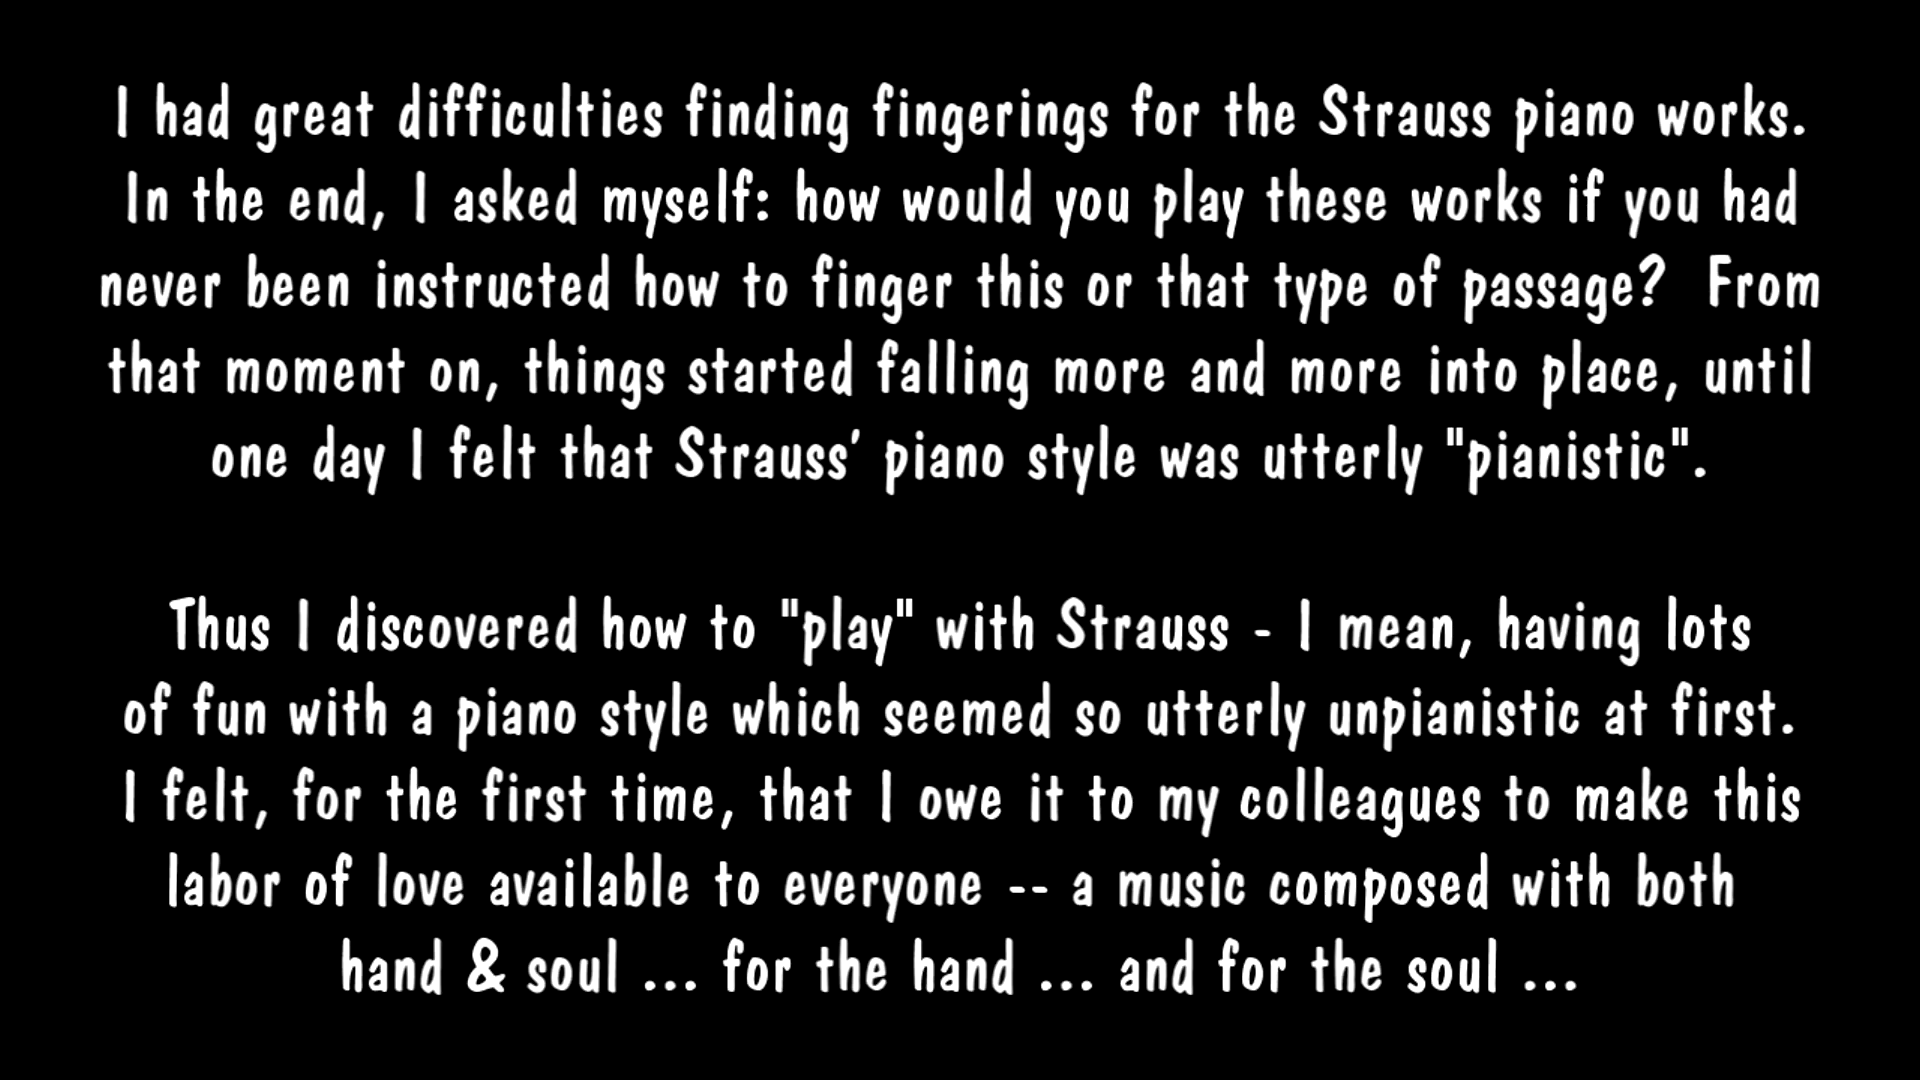 I had great difficulties finding fingerings for the Strauss piano works.
In the end, I asked myself: how would you play these works if you had
never been instructed how to finger this or that type of passage?  From
that moment on, things started falling more and more into place, until
one day I felt that Strauss' piano style was utterly "pianistic".
Thus I discovered how to "play" with Strauss - I mean, having lots
of fun with a piano style which seemed so utterly unpianistic at first.
I felt, for the first time, that I owe it to my colleagues to make this
labor of love available to everyone -- a music composed with both
hand & soul ... for the hand ... and for the soul ...